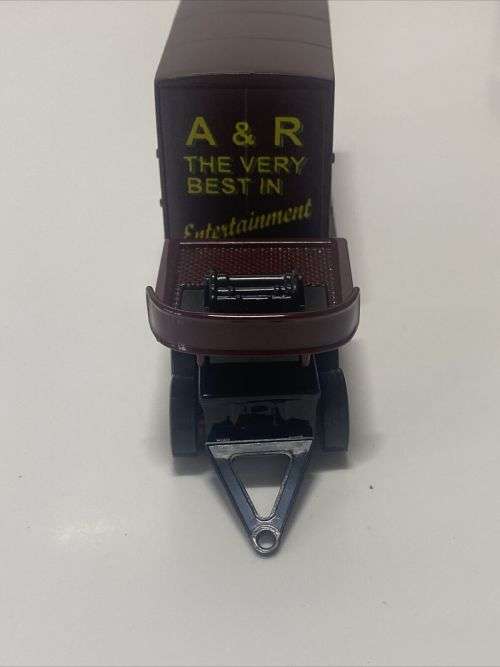 A & R
THE VERY
BEST IN
Entertainment